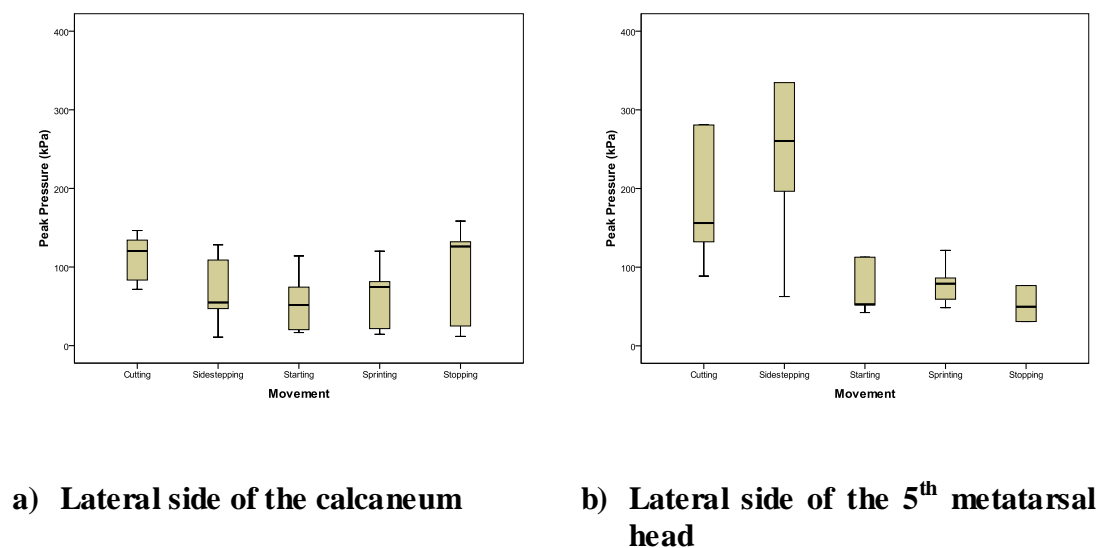 400
300
200
100
0
Peak Pressure (kPa)
Cutting Sidestepping Starting Sprinting Stopping
Movement
400
300
200
100
0
Peak Pressure (kPa)
Cutting Sidestepping Starting Sprinting Stopping
Movement
a) Lateral side of the calcaneum
b) Lateral side of the 5th metatarsal
head